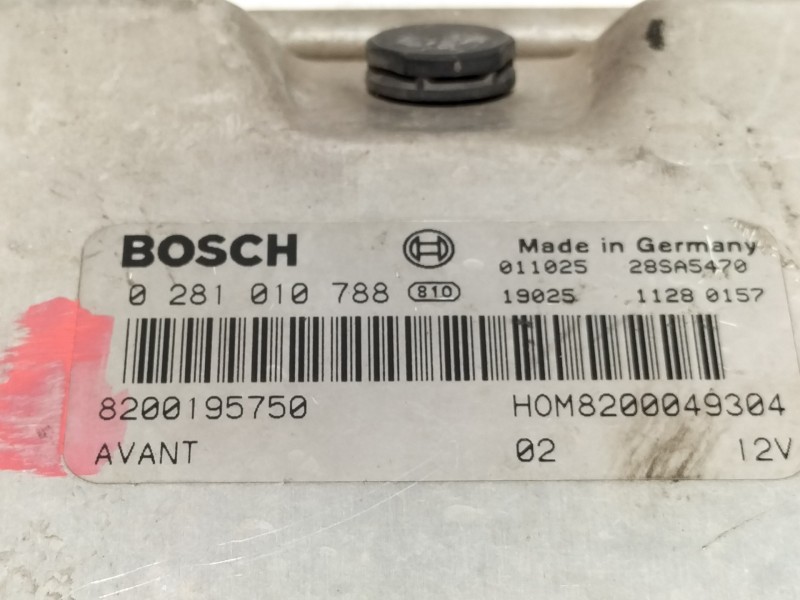 BOSCH Made in Germany
011025 28SA5470
0 281 010 788 810 19025 1128 0157
8200195750 HOM8200049304
AVANT 02 12V